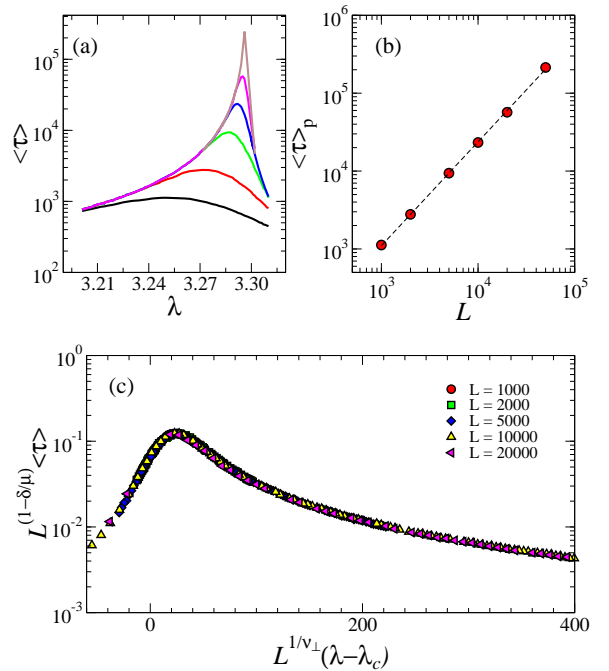 (a)
10^5
10^4
10^3
10^2
<τ>
3.21 3.24 3.27 3.30
λ
(b)
10^6
10^5
10^4
10^3
<τ>_p
10^3 10^4 10^5
L
(c)
10^0
10^-1
10^-2
10^-3
L^(1−δ/μ)<τ>
L = 1000
L = 2000
L = 5000
L = 10000
L = 20000
0 200 400
L^1/ν⊥(λ−λ_c)